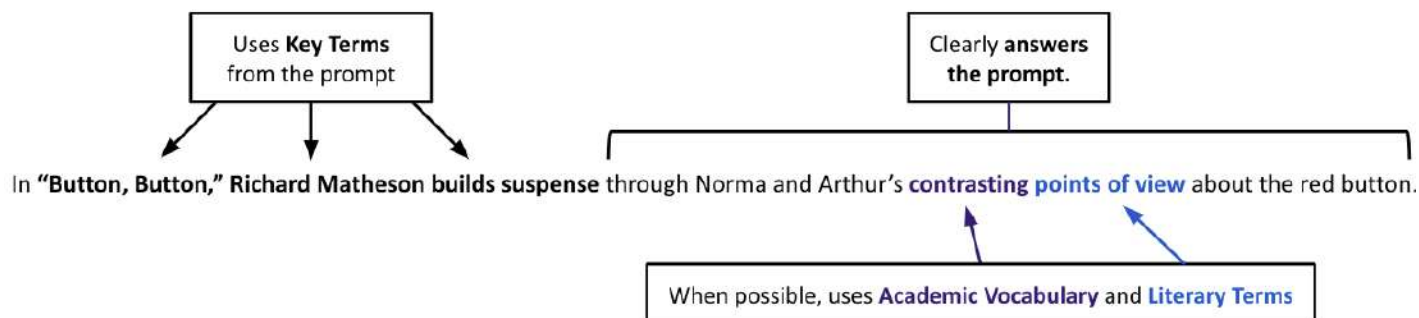 Uses Key Terms
from the prompt
Clearly answers
the prompt.
In “Button, Button,” Richard Matheson builds suspense through Norma and Arthur’s contrasting points of view about the red button.
When possible, uses Academic Vocabulary and Literary Terms